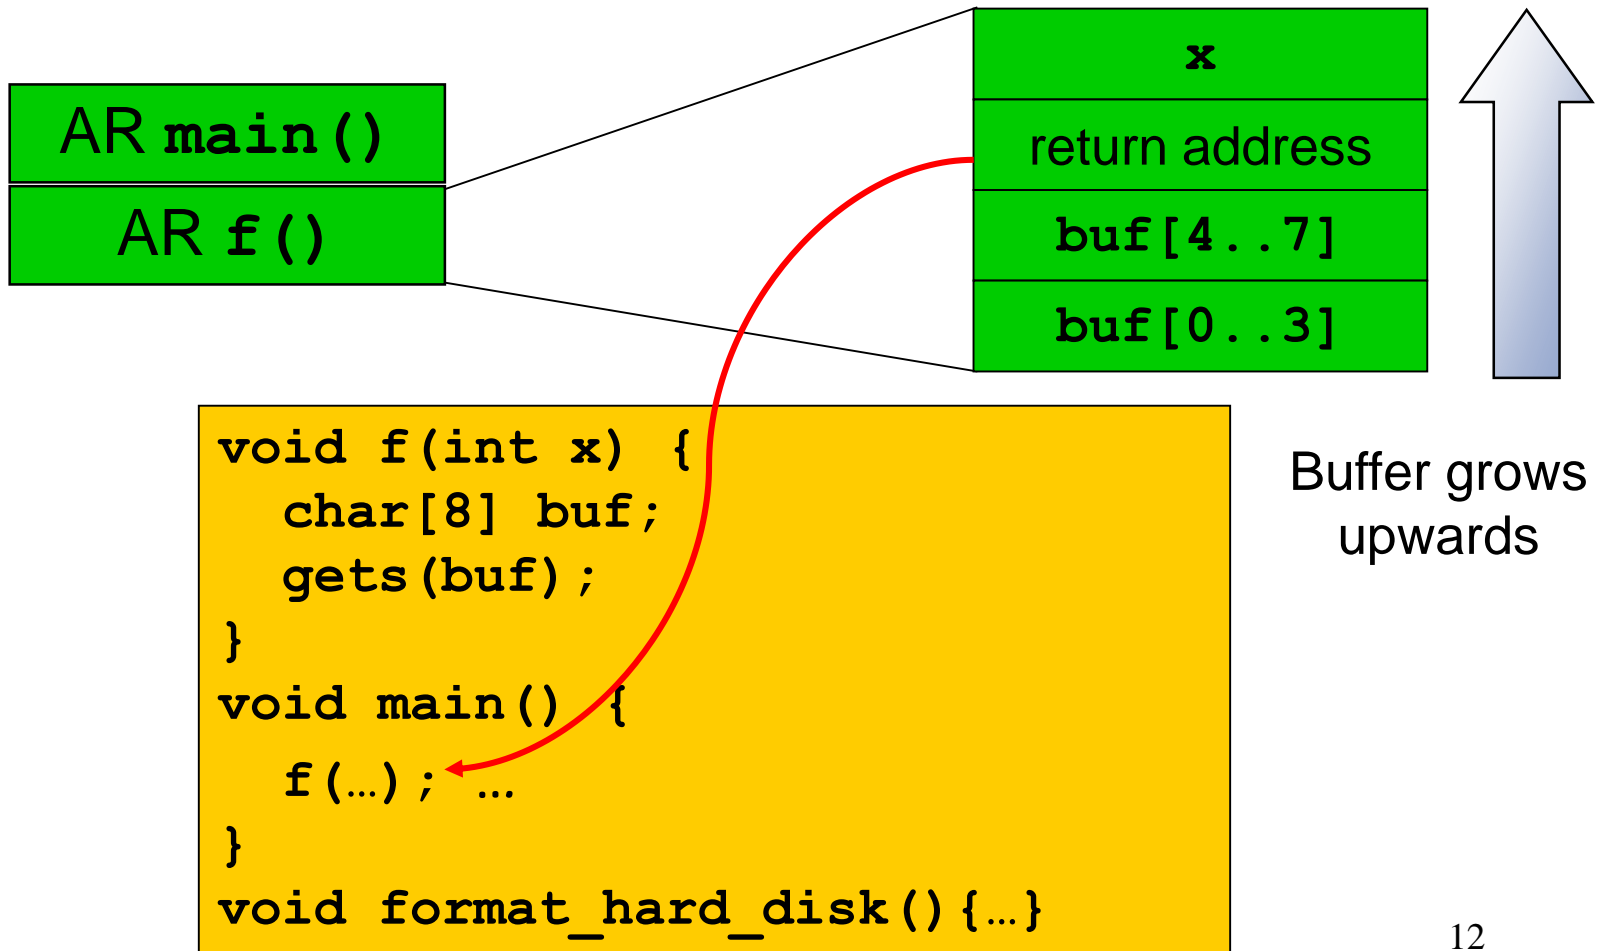 AR main()
AR f()
x
return address
buf[4..7]
buf[0..3]
Buffer grows
upwards
void f(int x) {
char[8] buf;
gets(buf);
}
void main() {
f(…); …
}
void format_hard_disk(){…}
12